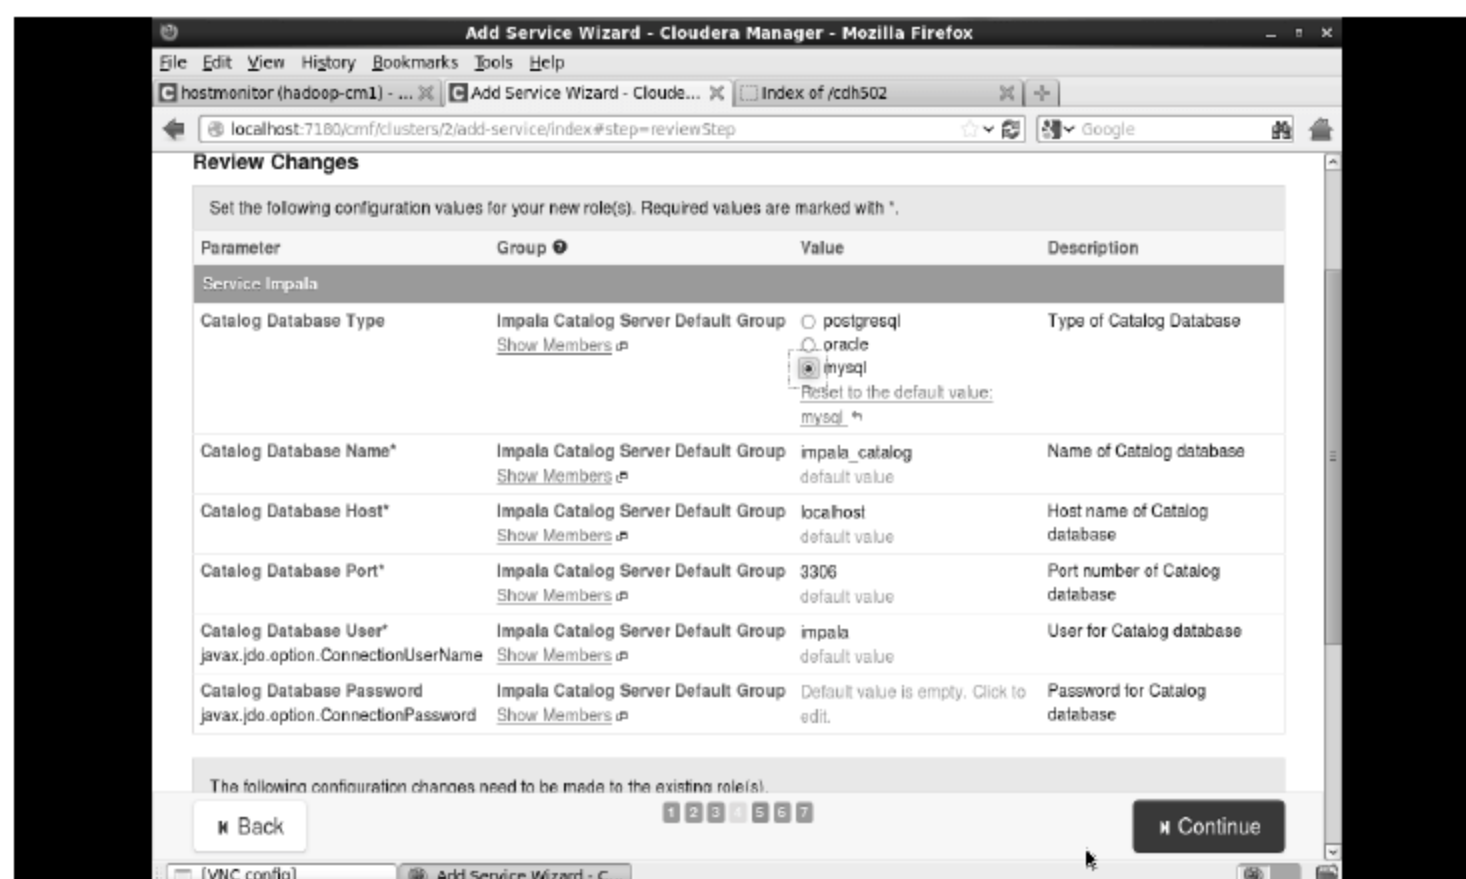 Add Service Wizard - Cloudera Manager - Mozilla Firefox
File Edit View History Bookmarks Tools Help
hostmonitor (hadoop-cm1) - ...
Add Service Wizard - Cloude...
Index of /cdh502
localhost:7180/cmf/clusters/2/add-service/index#step=reviewStep
Google
Review Changes
Set the following configuration values for your new role(s). Required values are marked with *.
Parameter Group Value Description
Service Impala
Catalog Database Type
Impala Catalog Server Default Group
Show Members
postgresql
oracle
mysql
Reset to the default value:
mysql
Type of Catalog Database
Catalog Database Name*
Impala Catalog Server Default Group
Show Members
impala_catalog
default value
Name of Catalog database
Catalog Database Host*
Impala Catalog Server Default Group
Show Members
localhost
default value
Host name of Catalog
database
Catalog Database Port*
Impala Catalog Server Default Group
Show Members
3306
default value
Port number of Catalog
database
Catalog Database User*
javax.jdo.option.ConnectionUserName
Impala Catalog Server Default Group
Show Members
impala
default value
User for Catalog database
Catalog Database Password
javax.jdo.option.ConnectionPassword
Impala Catalog Server Default Group
Show Members
Default value is empty. Click to
edit.
Password for Catalog
database
The following configuration changes need to be made to the existing role(s).
Back
1 2 3 5 6 7
Continue
[VNC config]
Add Service Wizard - C...